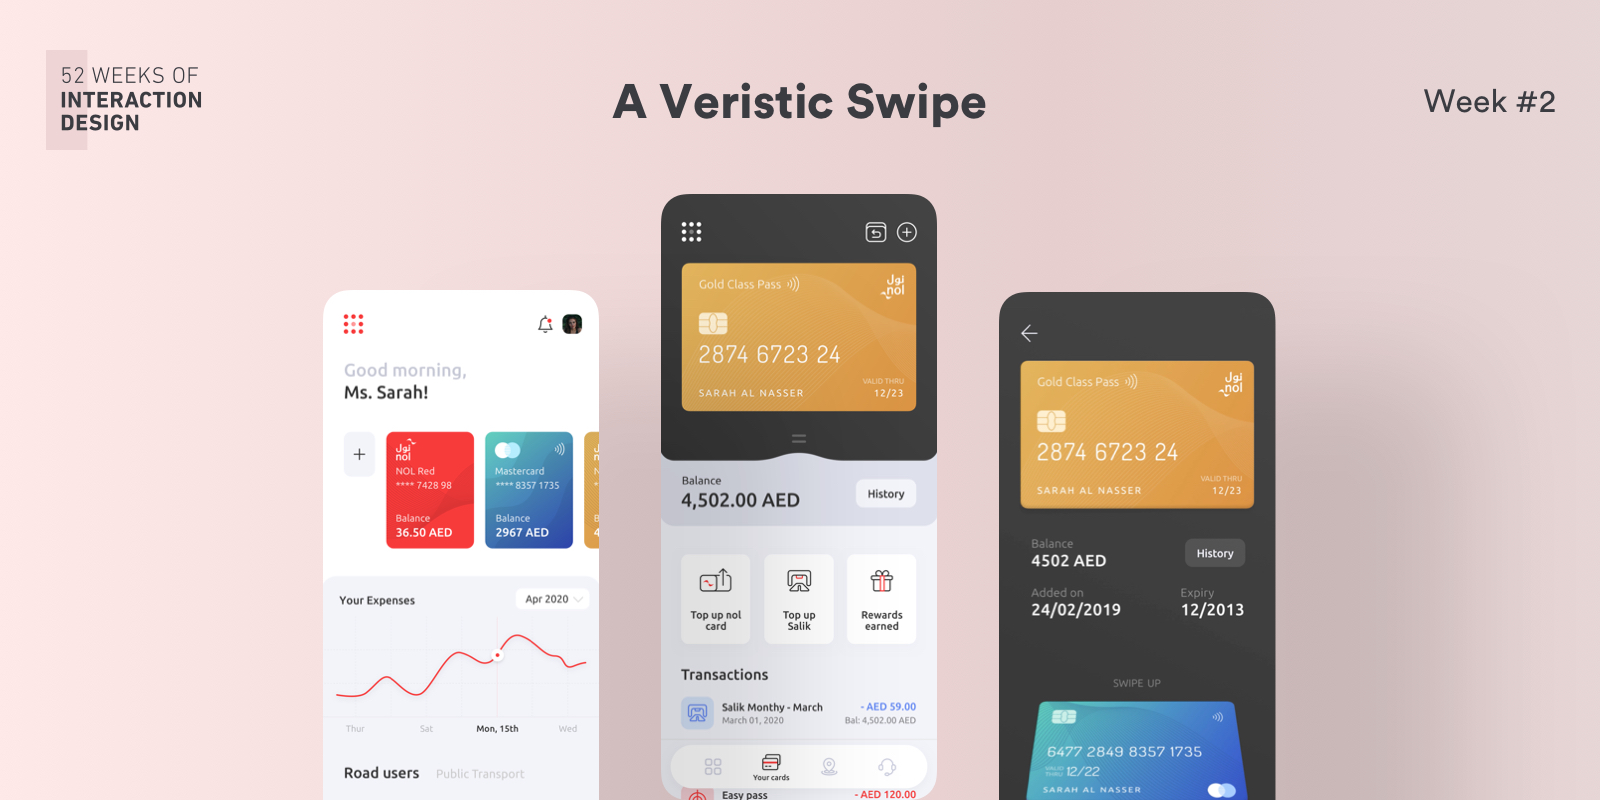 52 WEEKS OF
INTERACTION
DESIGN
A Veristic Swipe
Week #2
Good morning,
Ms. Sarah!
+
نول
nol
NOL Red
**** 7428 98
Balance
36.50 AED
Mastercard
**** 8357 1735
Balance
2967 AED
N
*
B
4
Your Expenses
Apr 2020
Thur
Sat
Mon, 15th
Wed
Road users
Public Transport
Gold Class Pass
نول
nol
2874 6723 24
VALID THRU
SARAH AL NASSER
12/23
Balance
4,502.00 AED
History
Top up nol
card
Top up
Salik
Rewards
earned
Transactions
Salik Monthy - March
- AED 59.00
March 01, 2020
Bal: 4,502.00 AED
Your cards
Easy pass
- AED 120.00
Gold Class Pass
نول
nol
2874 6723 24
VALID THRU
SARAH AL NASSER
12/23
Balance
4502 AED
History
Added on
24/02/2019
Expiry
12/2013
SWIPE UP
6477 2849 8357 1735
VALID
THRU
12/22
SARAH AL NASSER